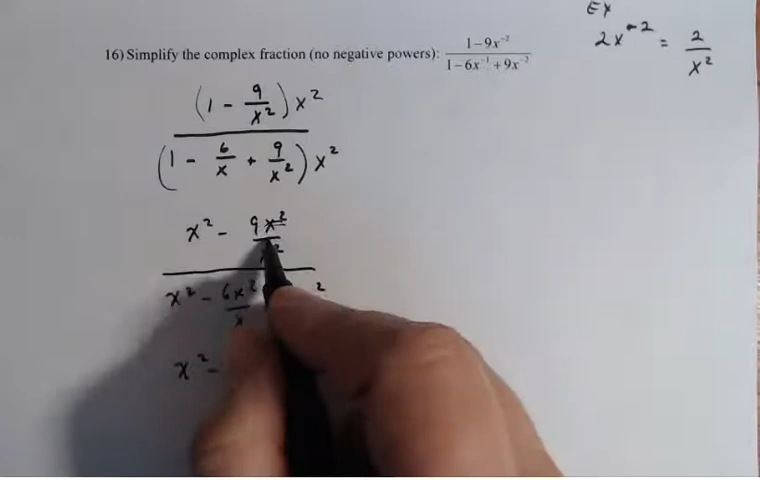 Ex
2x⁻² = 2/x²
16) Simplify the complex fraction (no negative powers): (1-9x⁻²)/(1-6x⁻¹+9x⁻²)
(1 - 9/x²) x²
(1 - 6/x + 9/x²) x²
x² - 9x²/x²
x² - 6x²/x
x² -